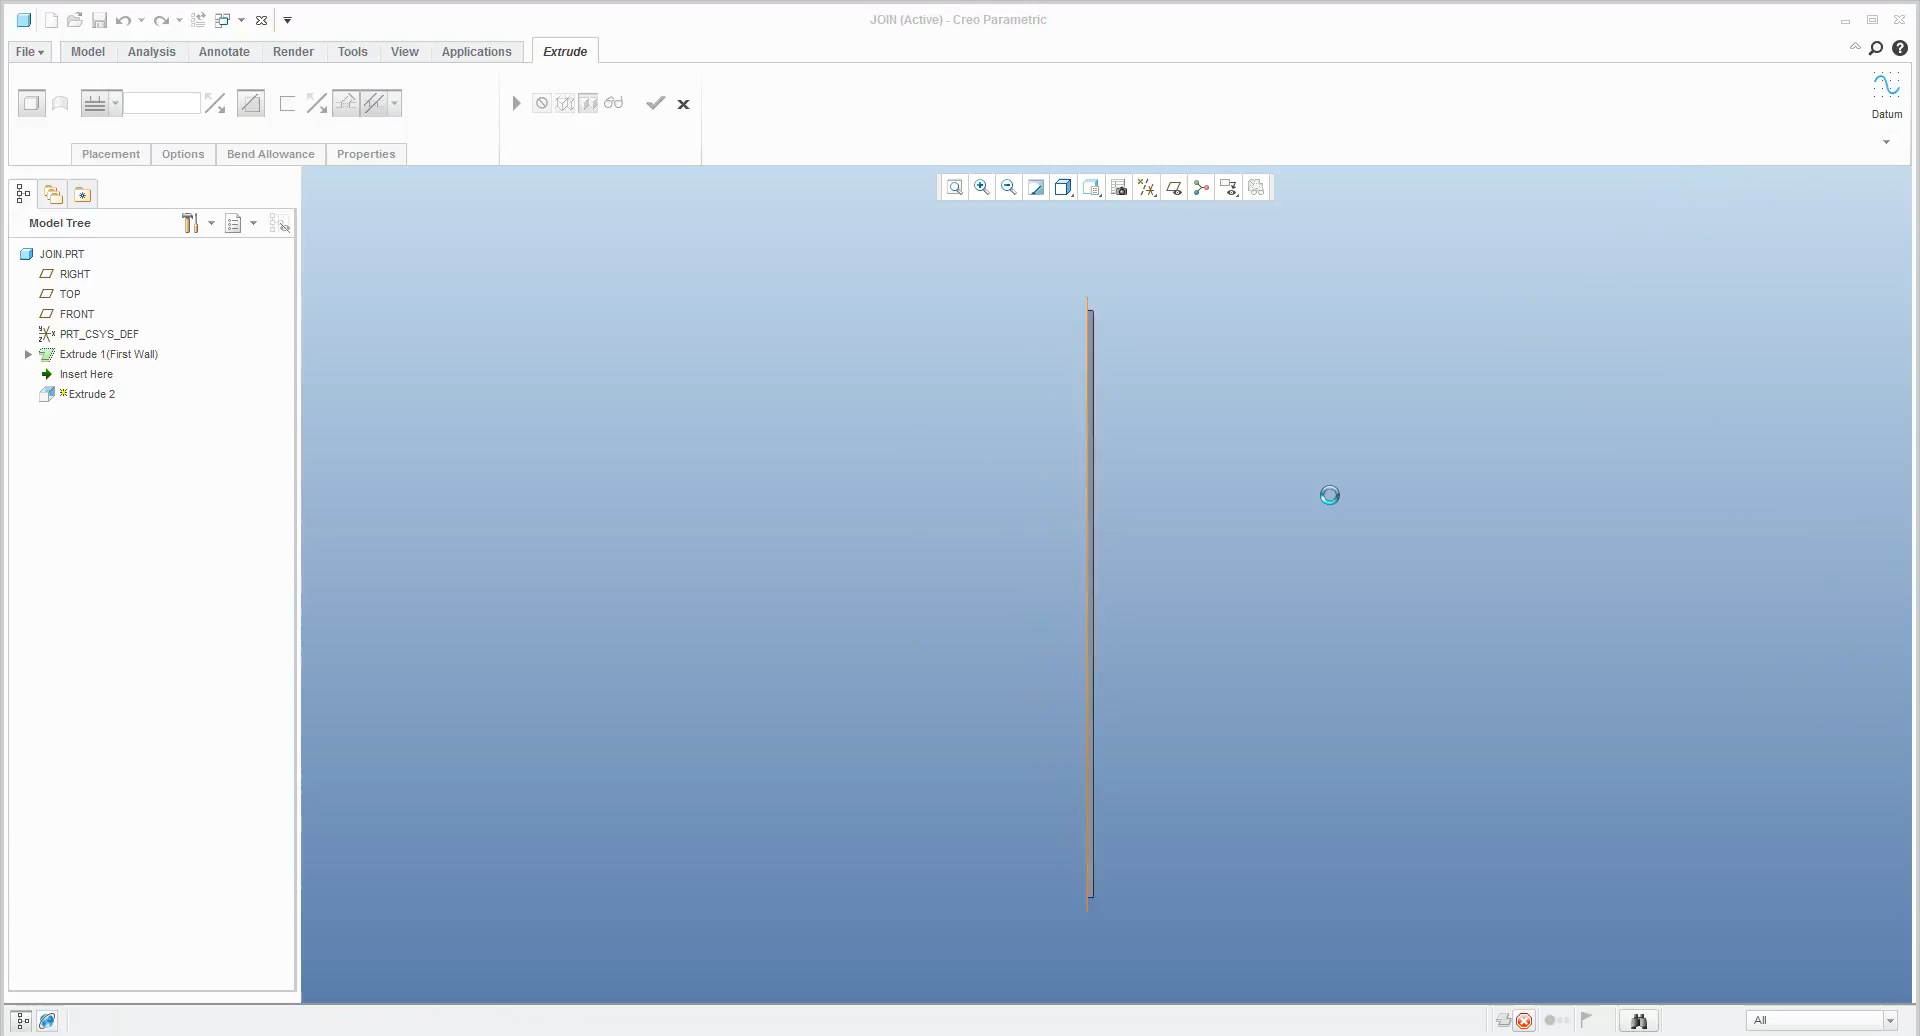 JOIN (Active) - Creo Parametric
File Model Analysis Annotate Render Tools View Applications Extrude
Datum
Placement Options Bend Allowance Properties
Model Tree
JOIN.PRT
RIGHT
TOP
FRONT
PRT_CSYS_DEF
Extrude 1(First Wall)
Insert Here
Extrude 2
All